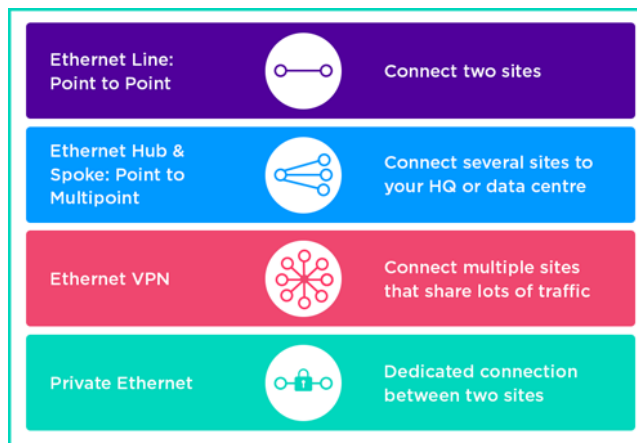 Ethernet Line:
Point to Point
Connect two sites
Ethernet Hub &
Spoke: Point to
Multipoint
Connect several sites to
your HQ or data centre
Ethernet VPN
Connect multiple sites
that share lots of traffic
Private Ethernet
Dedicated connection
between two sites